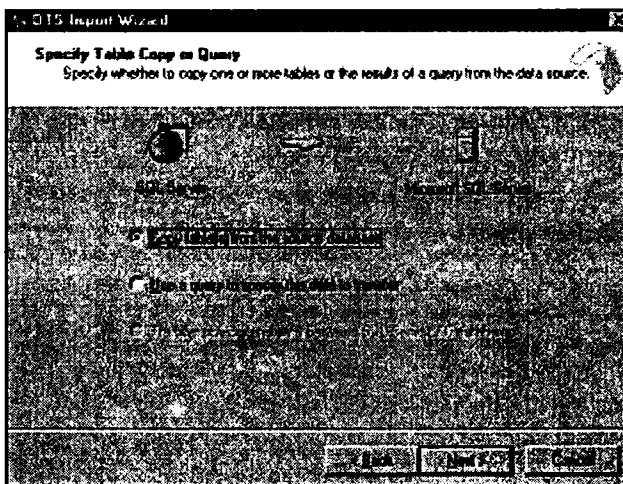 DTS Import Wizard
Specify Table Copy or Query
Specify whether to copy one or more tables or the results of a query from the data source.
SQL Server
Microsoft SQL Server
Copy table(s) from the source database
Use a query to specify the data to transfer
< Back
Next >
Cancel